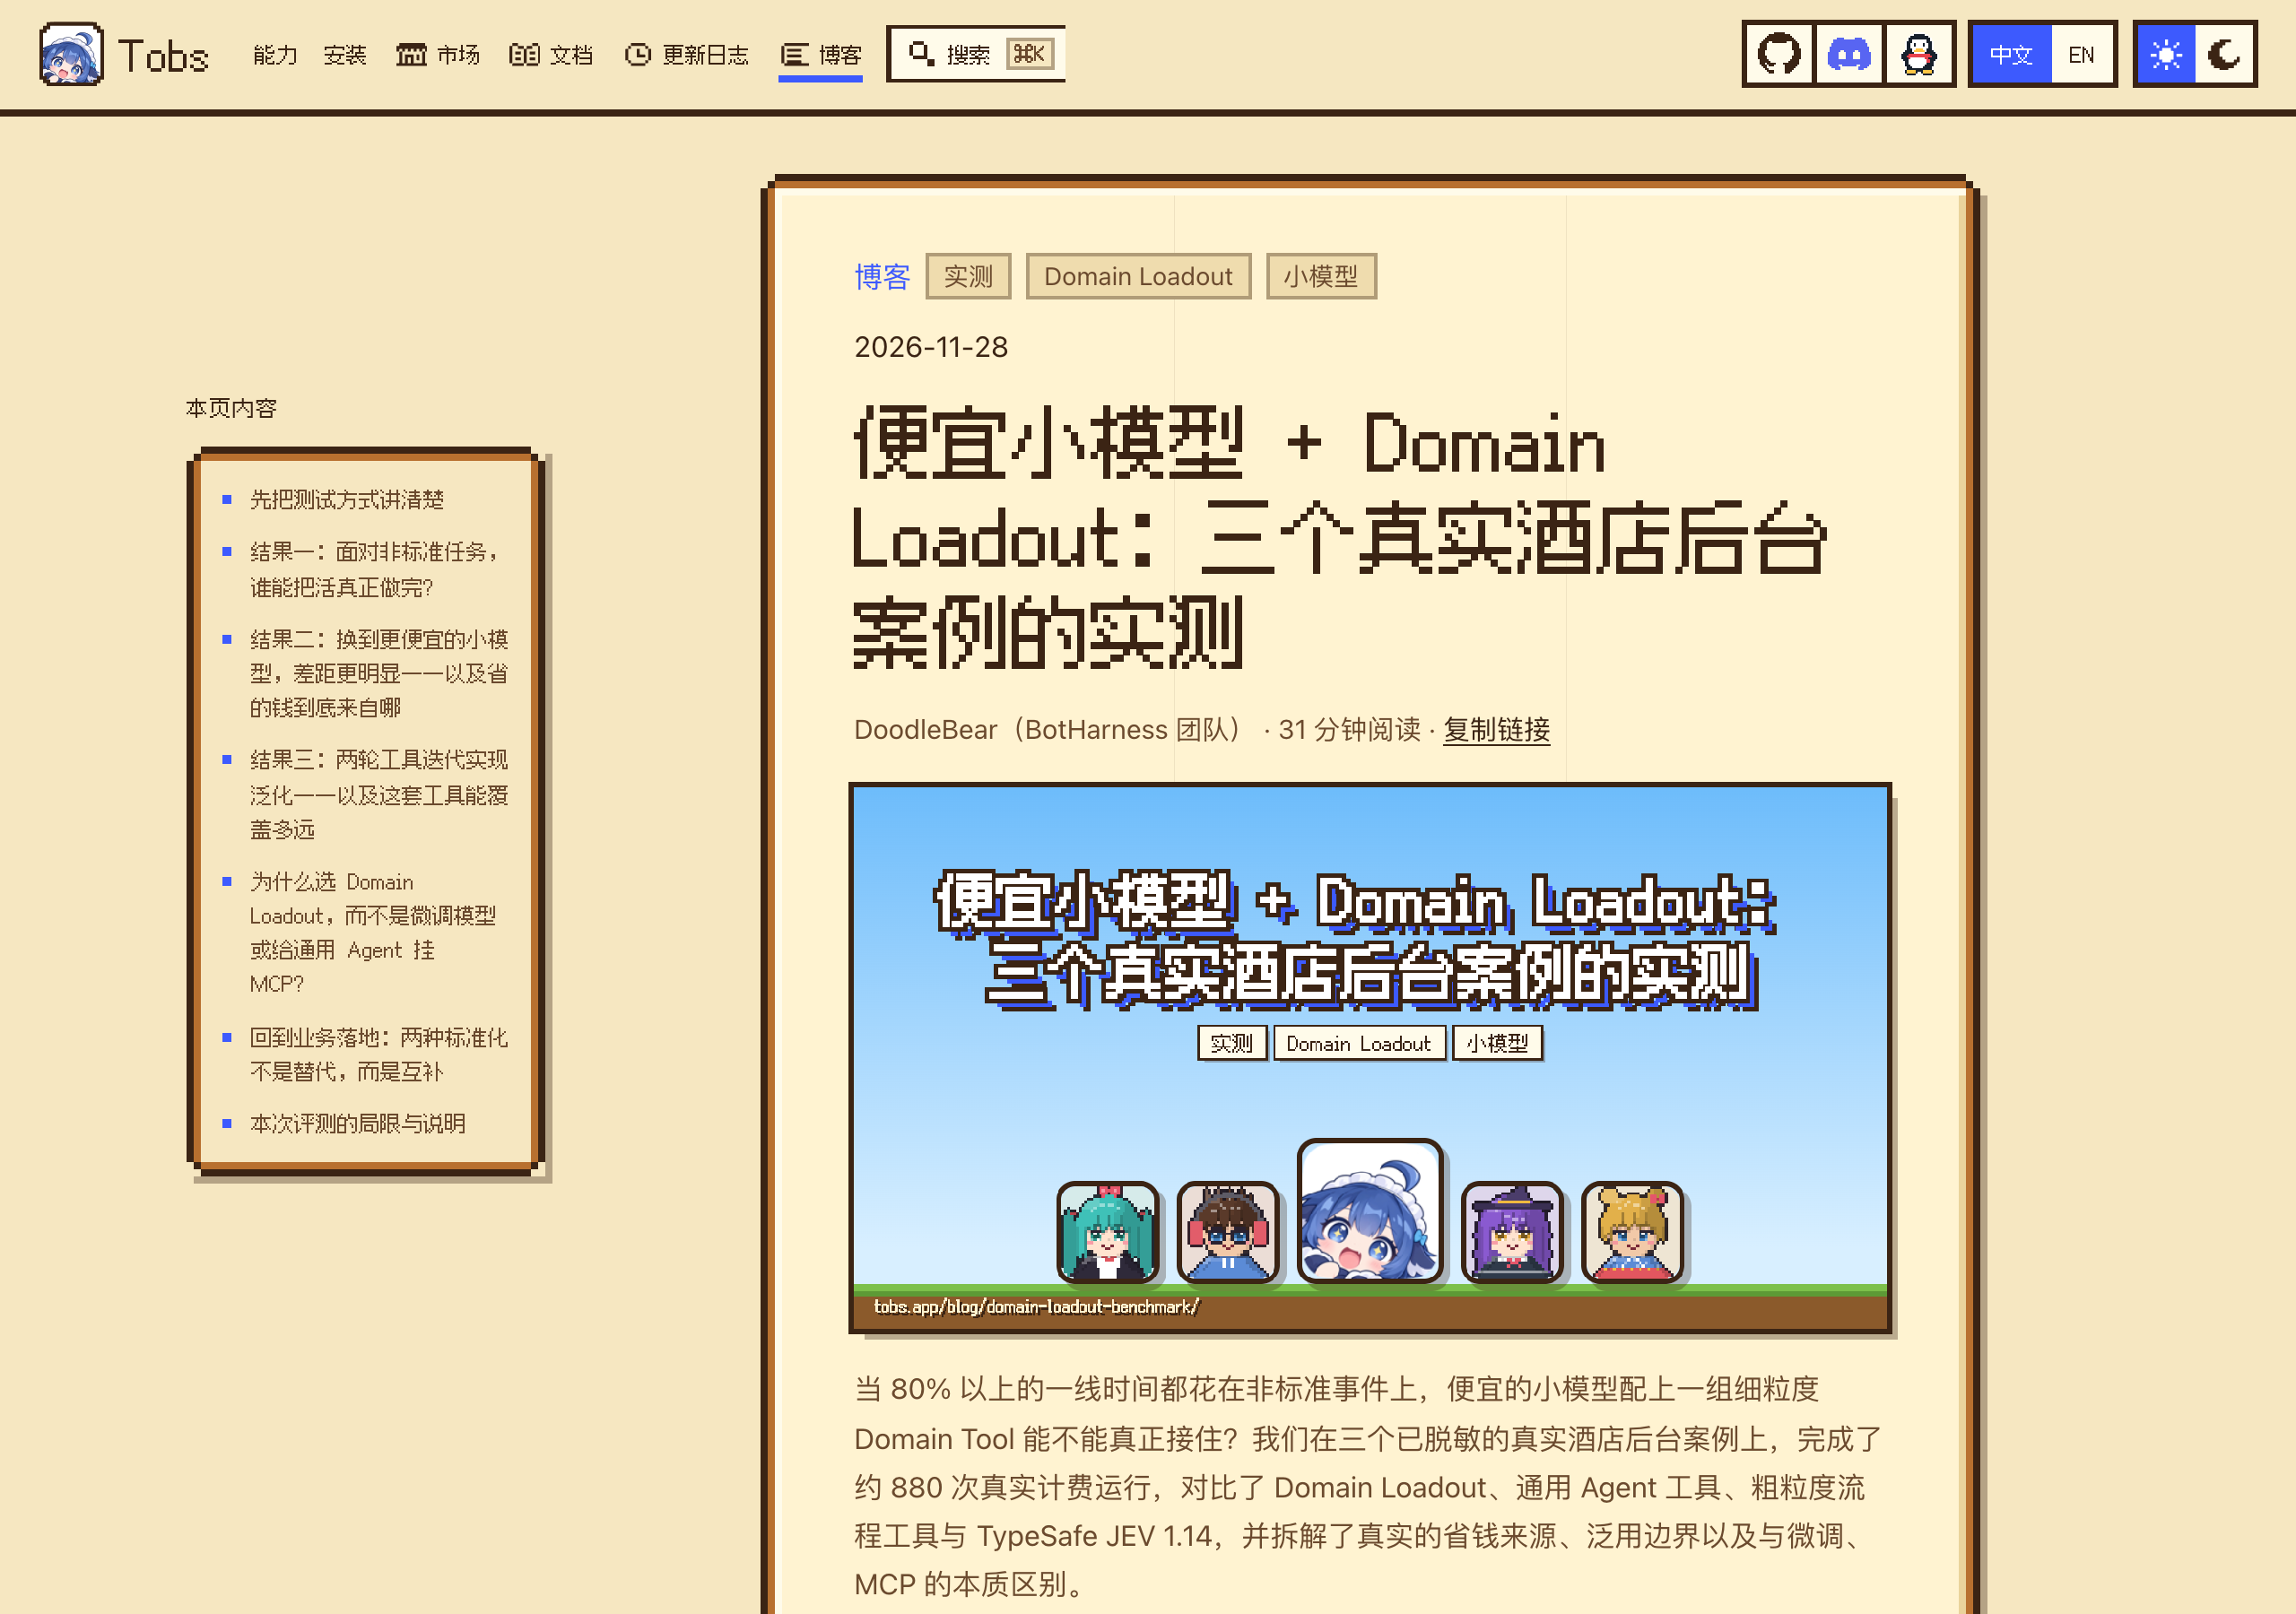 Tobs
能力
安装
市场
文档
更新日志
博客
搜索
⌘K
中文
EN
本页内容
先把测试方式讲清楚
结果一：面对非标准任务，
谁能把活真正做完?
结果二：换到更便宜的小模
型，差距更明显——以及省
的钱到底来自哪
结果三：两轮工具迭代实现
泛化——以及这套工具能覆
盖多远
为什么选 Domain
Loadout，而不是微调模型
或给通用 Agent 挂
MCP?
回到业务落地：两种标准化
不是替代，而是互补
本次评测的局限与说明
博客
实测
Domain Loadout
小模型
2026-11-28
便宜小模型 + Domain
Loadout：三个真实酒店后台
案例的实测
DoodleBear（BotHarness 团队） · 31 分钟阅读 · 复制链接
便宜小模型 + Domain Loadout：
三个真实酒店后台案例的实测
实测
Domain Loadout
小模型
tobs.app/blog/domain-loadout-benchmark/
当 80% 以上的一线时间都花在非标准事件上，便宜的小模型配上一组细粒度
Domain Tool 能不能真正接住？我们在三个已脱敏的真实酒店后台案例上，完成了
约 880 次真实计费运行，对比了 Domain Loadout、通用 Agent 工具、粗粒度流
程工具与 TypeSafe JEV 1.14，并拆解了真实的省钱来源、泛用边界以及与微调、
MCP 的本质区别。